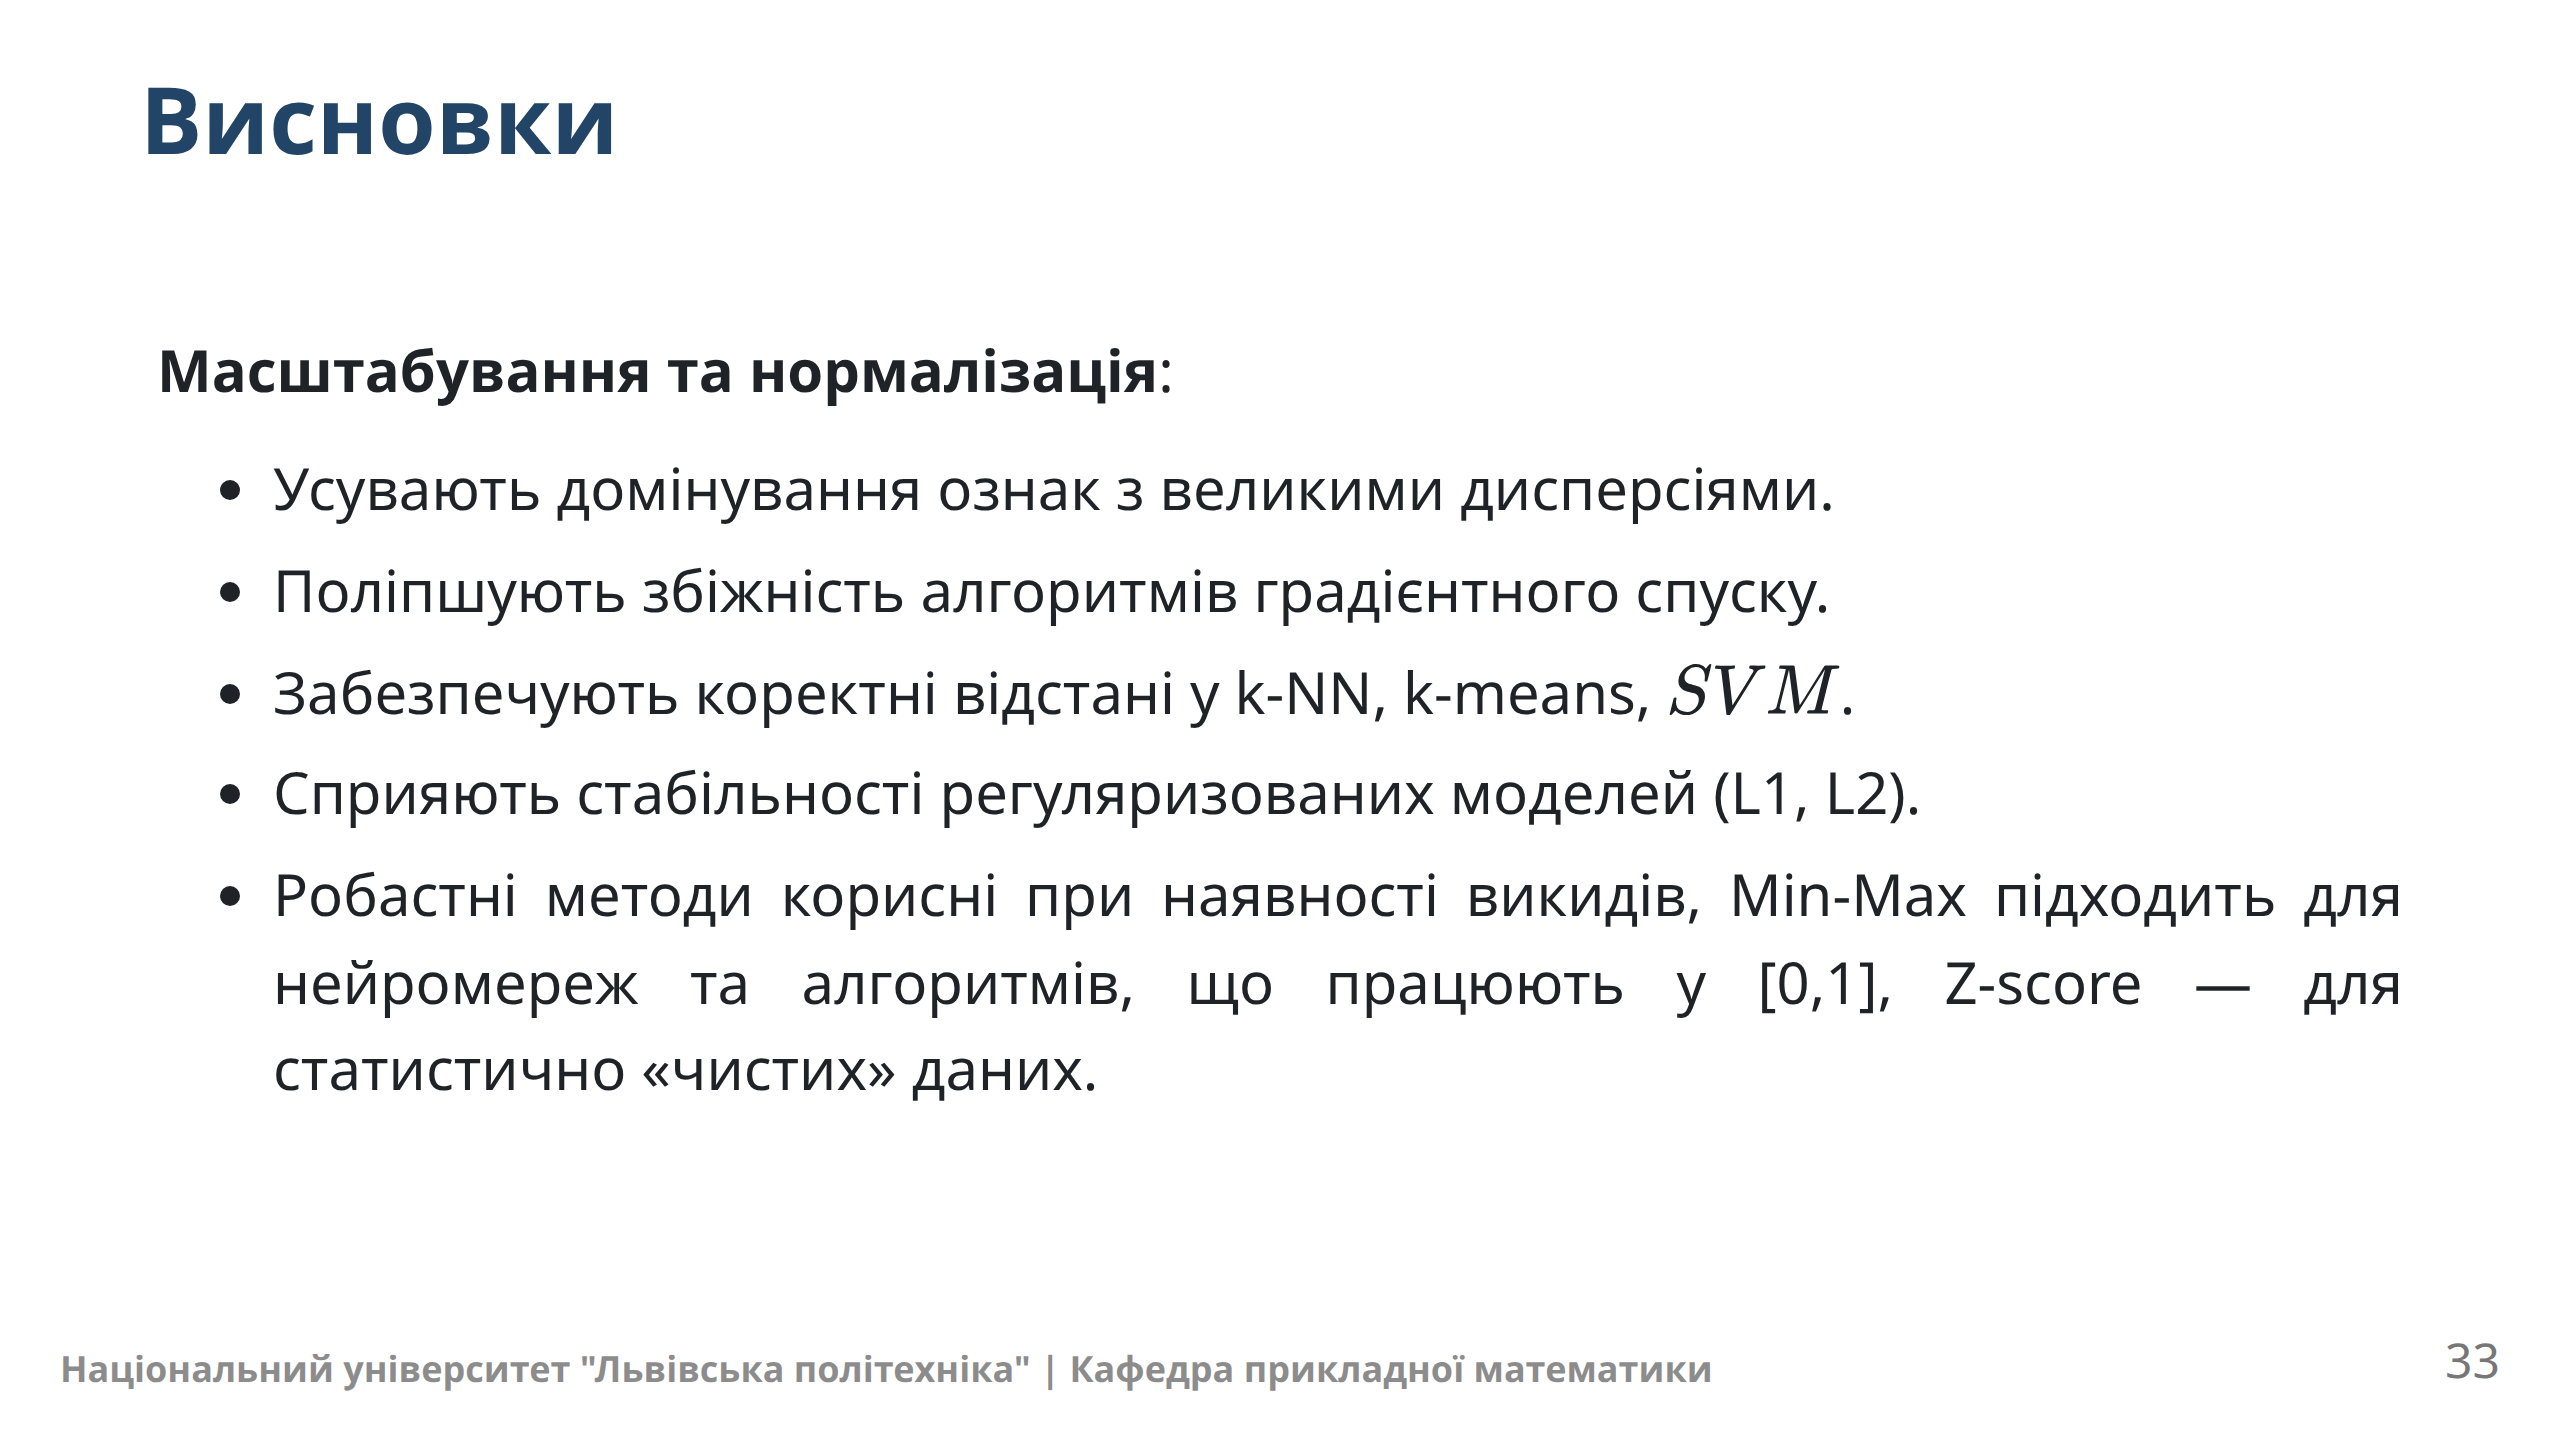 Висновки
Масштабування та нормалізація:
• Усувають домінування ознак з великими дисперсіями.
• Поліпшують збіжність алгоритмів градієнтного спуску.
• Забезпечують коректні відстані у k-NN, k-means, SVM.
• Сприяють стабільності регуляризованих моделей (L1, L2).
• Робастні методи корисні при наявності викидів, Min-Max підходить для
нейромереж та алгоритмів, що працюють у [0,1], Z-score — для
статистично «чистих» даних.
Національний університет "Львівська політехніка" | Кафедра прикладної математики
33